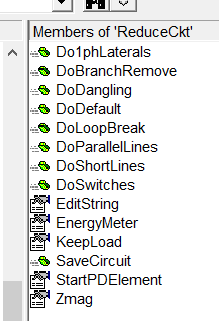 Members of 'ReduceCkt'
Do1phLaterals
DoBranchRemove
DoDangling
DoDefault
DoLoopBreak
DoParallelLines
DoShortLines
DoSwitches
EditString
EnergyMeter
KeepLoad
SaveCircuit
StartPDElement
Zmag